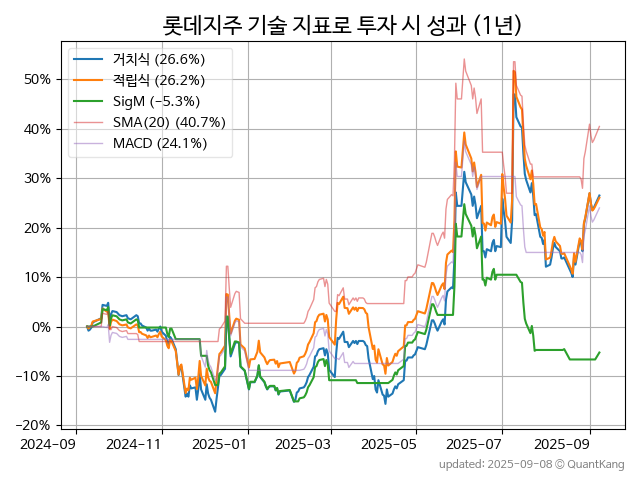 롯데지주 기술 지표로 투자 시 성과 (1년)
거치식 (26.6%)
적립식 (26.2%)
SigM (−5.3%)
SMA(20) (40.7%)
MACD (24.1%)
50%
40%
30%
20%
10%
0%
−10%
−20%
2024-09 2024-11 2025-01 2025-03 2025-05 2025-07 2025-09
updated: 2025-09-08 © QuantKang